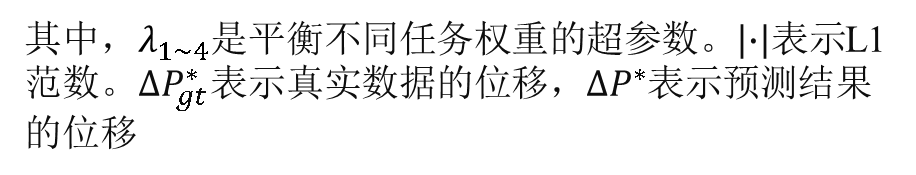 其中，λ₁~₄是平衡不同任务权重的超参数。|·|表示L1
范数。ΔP*gt表示真实数据的位移，ΔP*表示预测结果
的位移